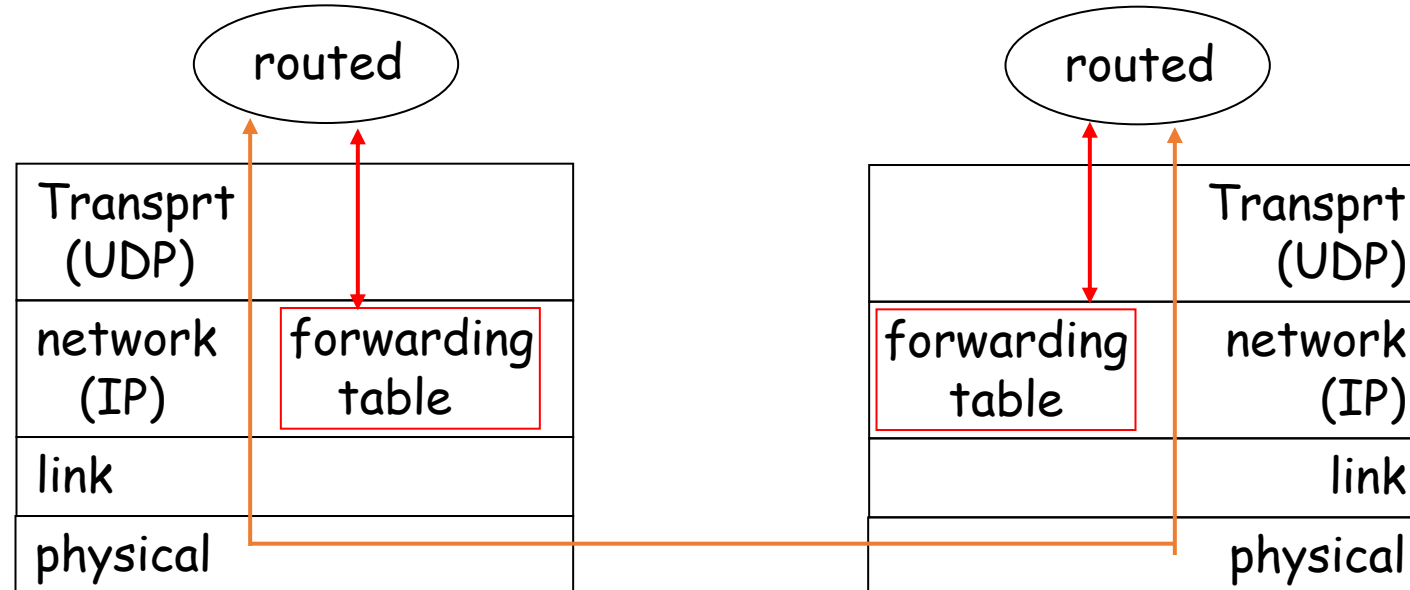 routed
routed
Transprt
(UDP)
Transprt
(UDP)
network
(IP)
forwarding
table
forwarding
table
network
(IP)
link
link
physical
physical